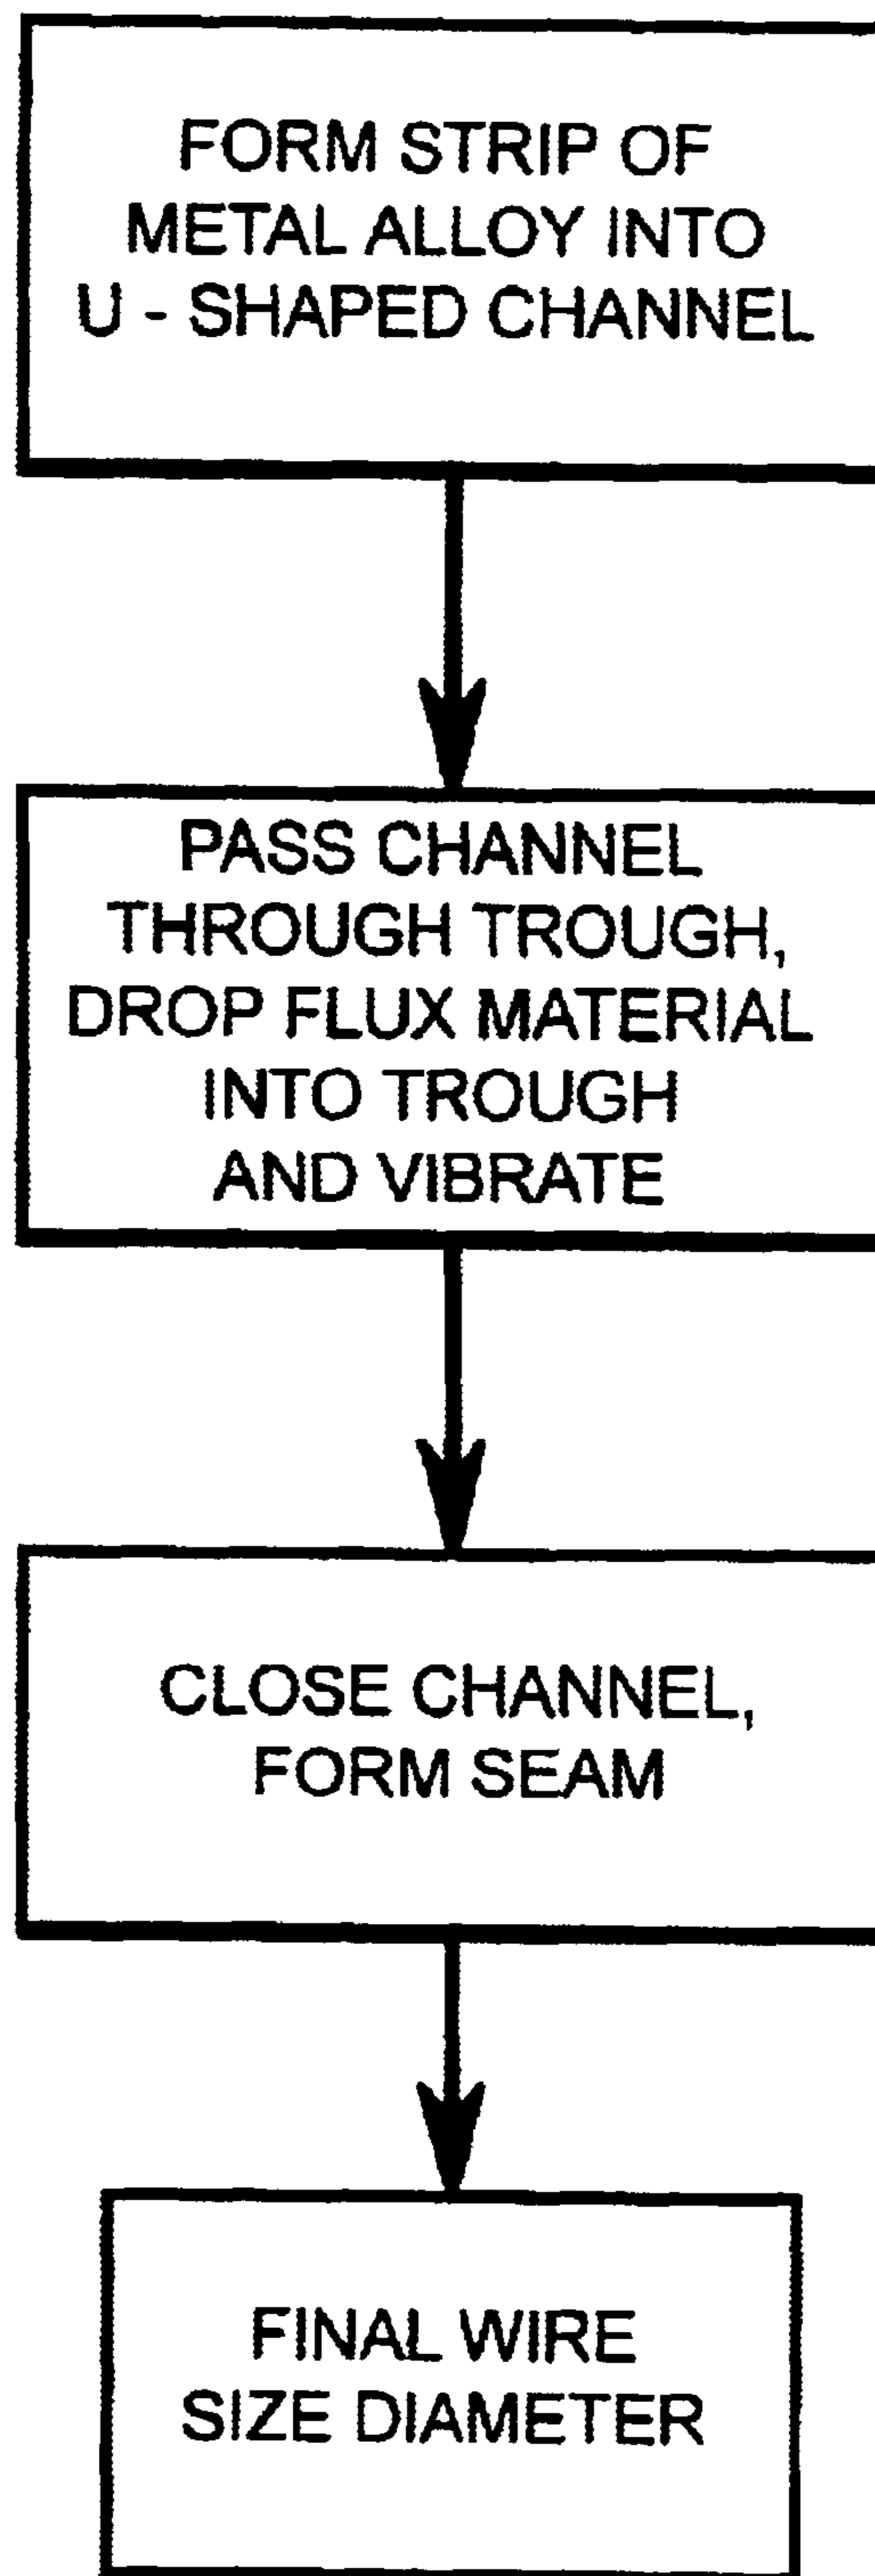 FORM STRIP OF
METAL ALLOY INTO
U - SHAPED CHANNEL
PASS CHANNEL
THROUGH TROUGH,
DROP FLUX MATERIAL
INTO TROUGH
AND VIBRATE
CLOSE CHANNEL,
FORM SEAM
FINAL WIRE
SIZE DIAMETER